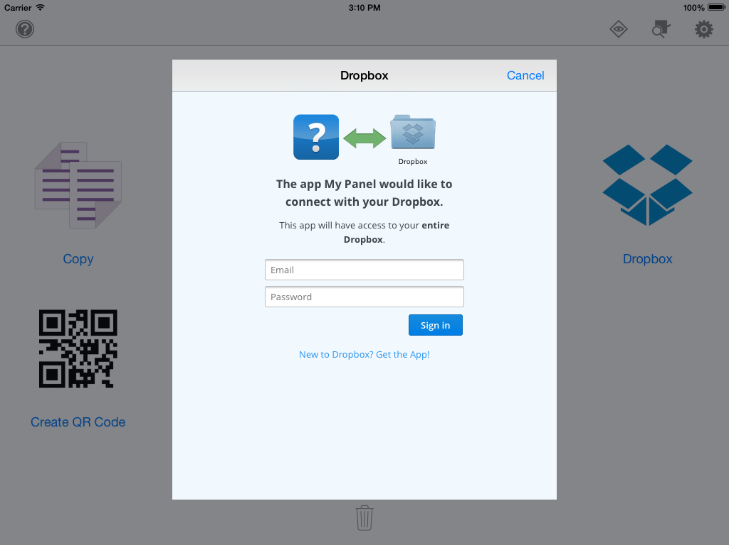 Carrier
3:10 PM
100%
Dropbox
Cancel
?
Dropbox
The app My Panel would like to
connect with your Dropbox.
This app will have access to your entire
Dropbox.
Email
Password
Sign in
New to Dropbox? Get the App!
Copy
Dropbox
Create QR Code